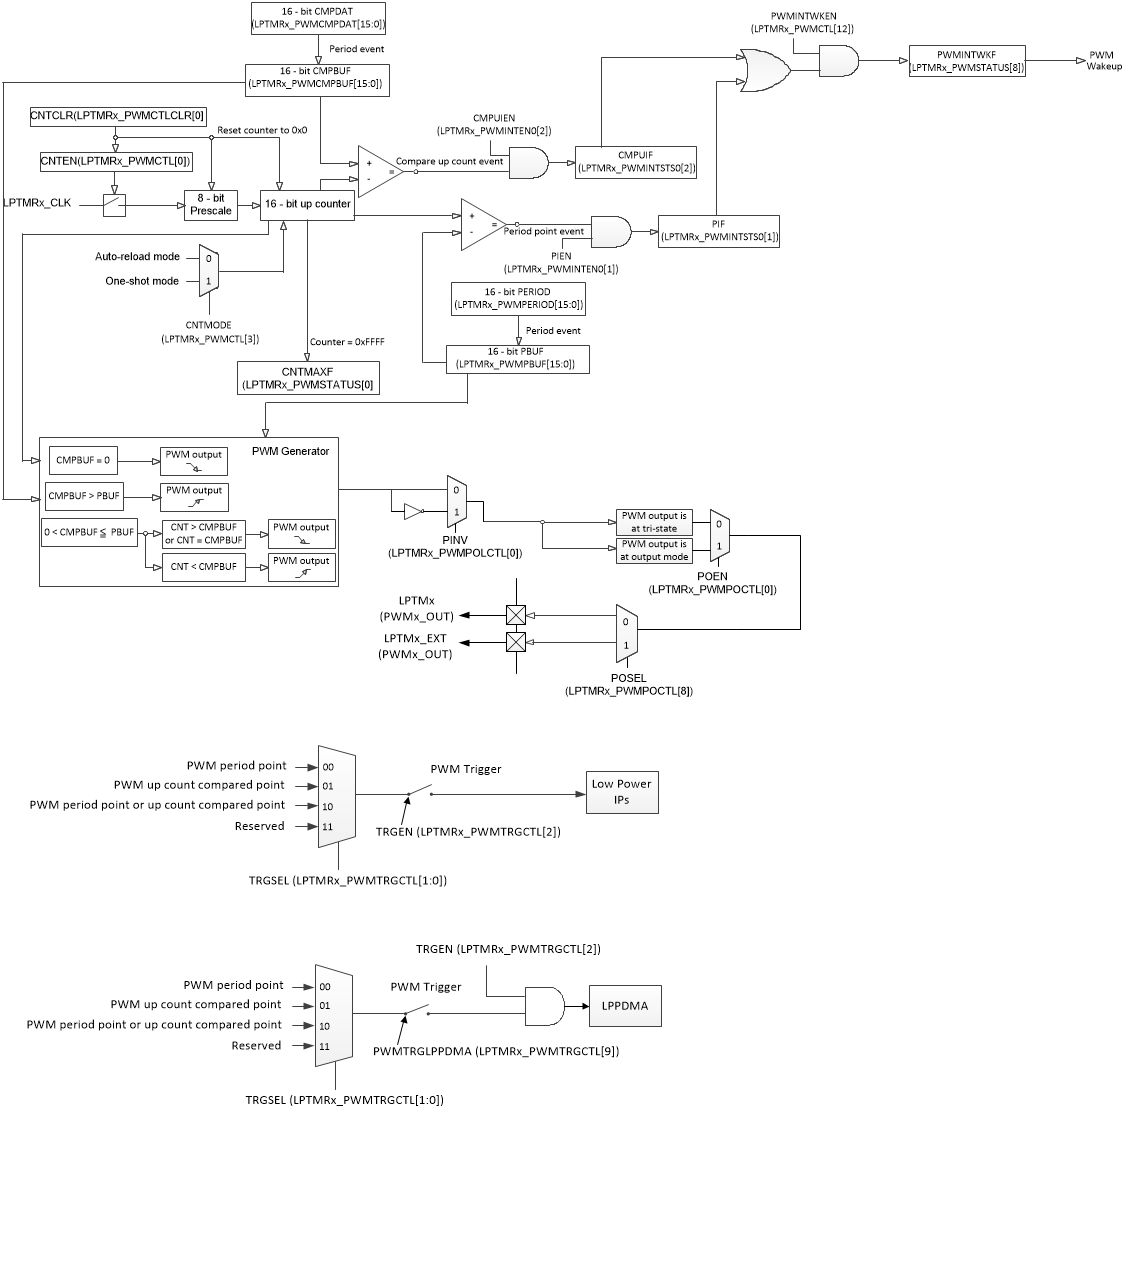 16 - bit CMPDAT
(LPTMRx_PWMCMPDAT[15:0])
Period event
16 - bit CMPBUF
(LPTMRx_PWMCMPBUF[15:0])
PWMINTWKEN
(LPTMRx_PWMCTL[12])
PWMINTWKF
(LPTMRx_PWMSTATUS[8])
PWM
Wakeup
CNTCLR(LPTMRx_PWMCTLCLR[0]
Reset counter to 0x0
CNTEN(LPTMRx_PWMCTL[0])
CMPUIEN
(LPTMRx_PWMINTEN0[2])
+
-
=
Compare up count event
CMPUIF
(LPTMRx_PWMINTSTS0[2])
LPTMRx_CLK
8 - bit
Prescale
16 - bit up counter
+
-
=
Period point event
PIEN
(LPTMRx_PWMINTEN0[1])
PIF
(LPTMRx_PWMINTSTS0[1])
Auto-reload mode
0
One-shot mode
1
CNTMODE
(LPTMRx_PWMCTL[3])
16 - bit PERIOD
(LPTMRx_PWMPERIOD[15:0])
Period event
16 - bit PBUF
(LPTMRx_PWMPBUF[15:0])
Counter = 0xFFFF
CNTMAXF
(LPTMRx_PWMSTATUS[0]
PWM Generator
CMPBUF = 0
PWM output
CMPBUF > PBUF
PWM output
0 < CMPBUF ≦ PBUF
CNT > CMPBUF
or CNT = CMPBUF
PWM output
CNT < CMPBUF
PWM output
0
1
PINV
(LPTMRx_PWMPOLCTL[0])
PWM output is
at tri-state
PWM output is
at output mode
0
1
POEN
(LPTMRx_PWMPOCTL[0])
LPTMx
(PWMx_OUT)
LPTMx_EXT
(PWMx_OUT)
0
1
POSEL
(LPTMRx_PWMPOCTL[8])
PWM period point
00
PWM up count compared point
01
PWM period point or up count compared point
10
Reserved
11
PWM Trigger
TRGEN (LPTMRx_PWMTRGCTL[2])
Low Power
IPs
TRGSEL (LPTMRx_PWMTRGCTL[1:0])
TRGEN (LPTMRx_PWMTRGCTL[2])
PWM period point
00
PWM up count compared point
01
PWM period point or up count compared point
10
Reserved
11
PWM Trigger
PWMTRGLPPDMA (LPTMRx_PWMTRGCTL[9])
LPPDMA
TRGSEL (LPTMRx_PWMTRGCTL[1:0])